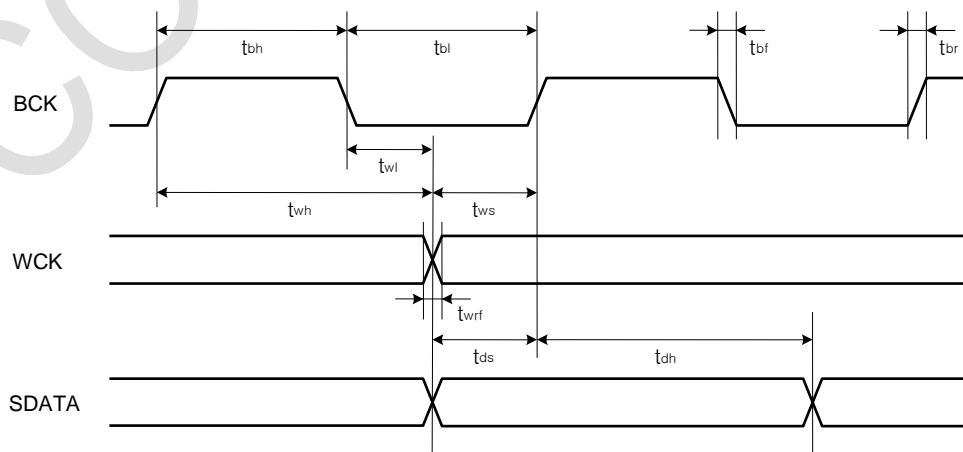 tbh tbl tbf tbr
BCK
twl
twh tws
WCK
twrf
tds tdh
SDATA